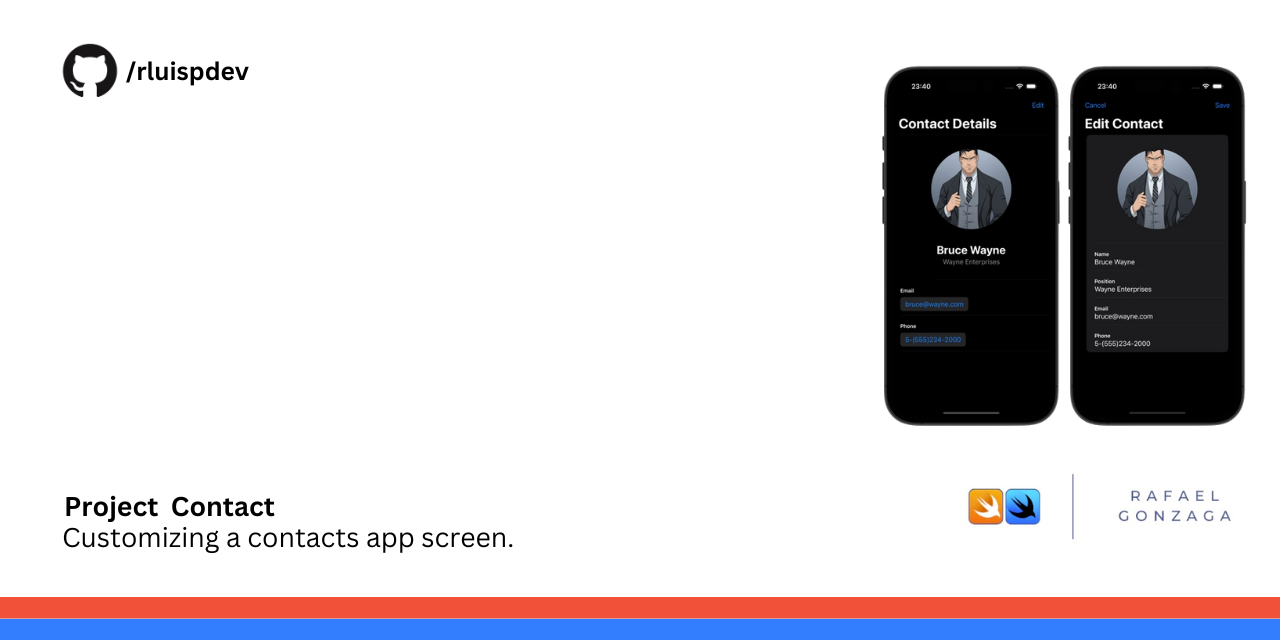 /rluispdev
23:40
Edit
Contact Details
Bruce Wayne
Wayne Enterprises
Email
bruce@wayne.com
Phone
5-(555)234-2000
23:40
Cancel
Save
Edit Contact
Name
Bruce Wayne
Position
Wayne Enterprises
Email
bruce@wayne.com
Phone
5-(555)234-2000
Project Contact
Customizing a contacts app screen.
RAFAEL
GONZAGA